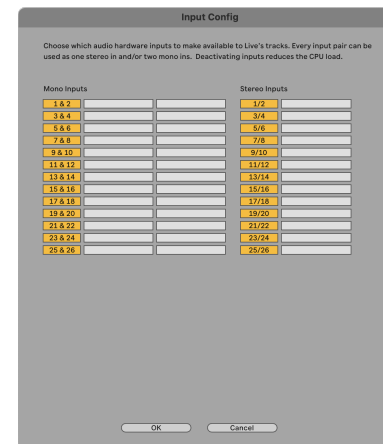 Input Config
Choose which audio hardware inputs to make available to Live's tracks. Every input pair can be
used as one stereo in and/or two mono ins. Deactivating inputs reduces the CPU load.
Mono Inputs
Stereo Inputs
1 & 2
1/2
3 & 4
3/4
5 & 6
5/6
7 & 8
7/8
9 & 10
9/10
11 & 12
11/12
13 & 14
13/14
15 & 16
15/16
17 & 18
17/18
19 & 20
19/20
21 & 22
21/22
23 & 24
23/24
25 & 26
25/26
OK
Cancel